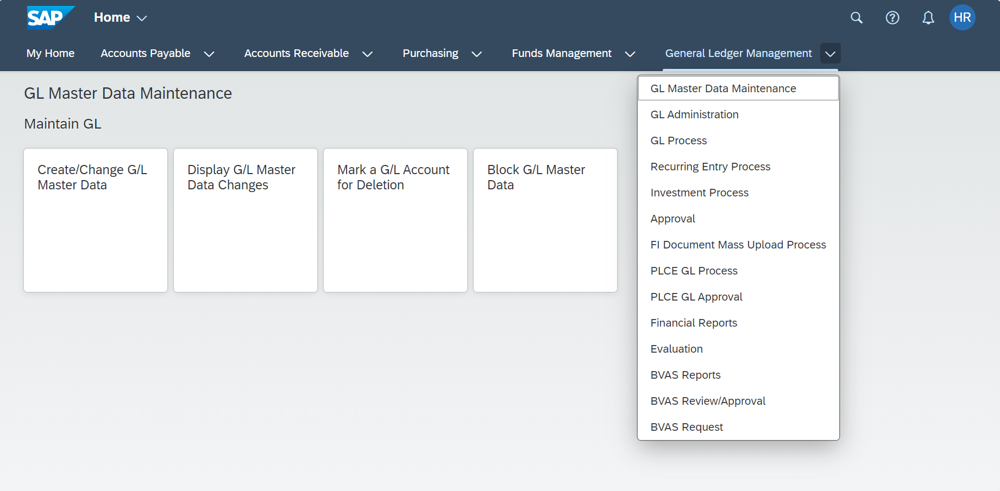 SAP
Home
HR
My Home
Accounts Payable
Accounts Receivable
Purchasing
Funds Management
General Ledger Management
GL Master Data Maintenance
Maintain GL
Create/Change G/L
Master Data
Display G/L Master
Data Changes
Mark a G/L Account
for Deletion
Block G/L Master
Data
GL Master Data Maintenance
GL Administration
GL Process
Recurring Entry Process
Investment Process
Approval
FI Document Mass Upload Process
PLCE GL Process
PLCE GL Approval
Financial Reports
Evaluation
BVAS Reports
BVAS Review/Approval
BVAS Request